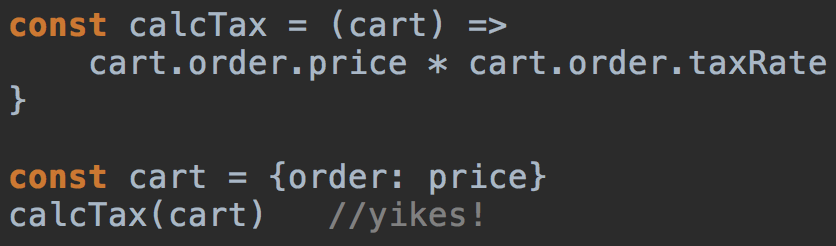 const calcTax = (cart) =>
    cart.order.price * cart.order.taxRate
}

const cart = {order: price}
calcTax(cart)   //yikes!